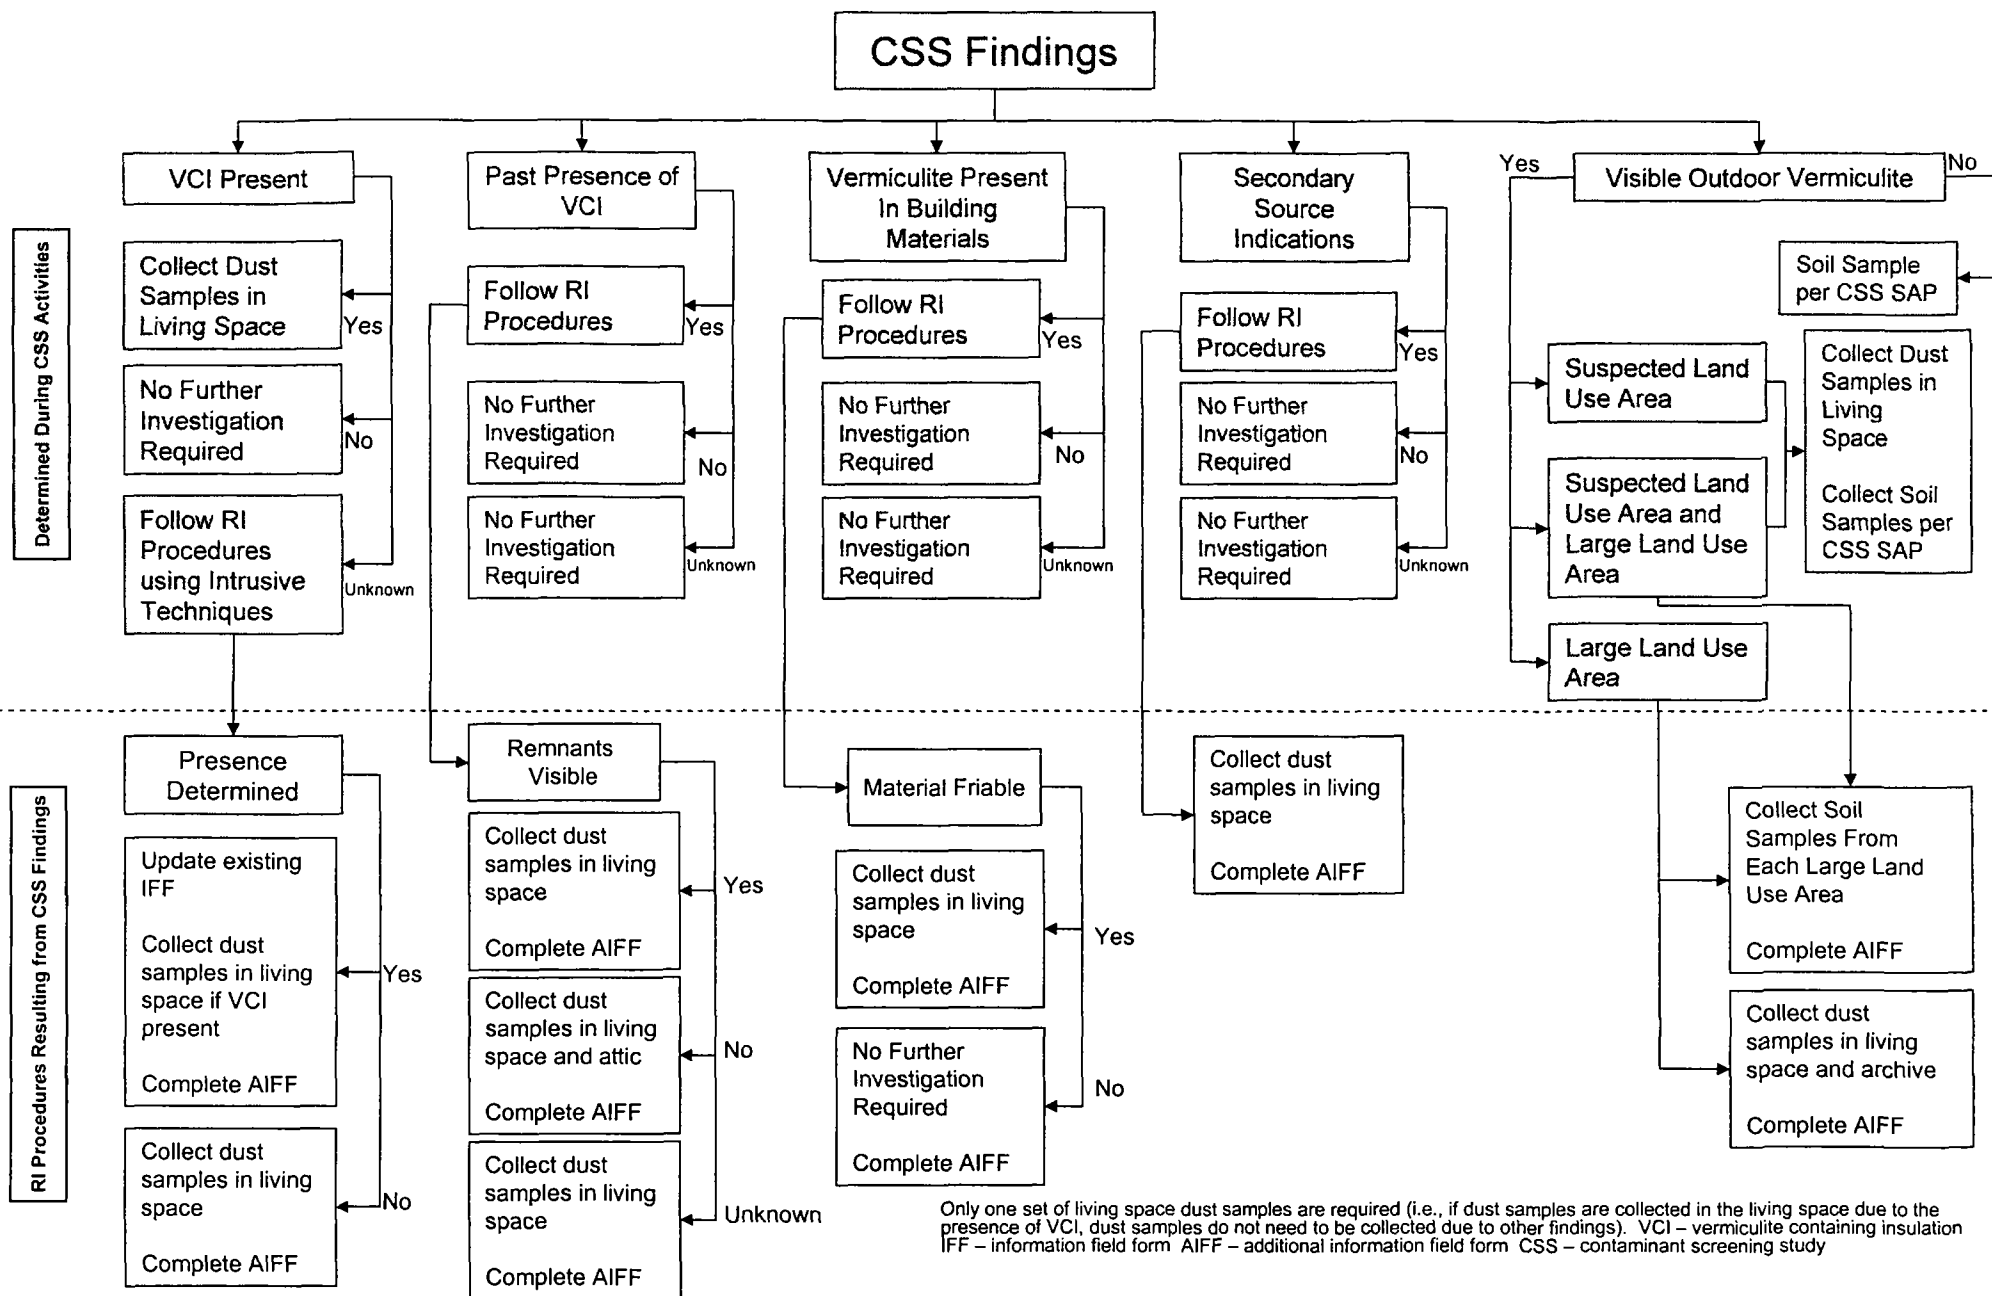 CSS Findings
Determined During CSS Activities
VCI Present
Collect Dust
Samples in
Living Space
Yes
No Further
Investigation
Required
No
Follow RI
Procedures
using Intrusive
Techniques
Unknown
Past Presence of
VCI
Follow RI
Procedures
Yes
No Further
Investigation
Required
No
No Further
Investigation
Required
Unknown
Vermiculite Present
In Building
Materials
Follow RI
Procedures
Yes
No Further
Investigation
Required
No
No Further
Investigation
Required
Unknown
Secondary
Source
Indications
Follow RI
Procedures
Yes
No Further
Investigation
Required
No
No Further
Investigation
Required
Unknown
Yes
Visible Outdoor Vermiculite
No
Soil Sample
per CSS SAP
Suspected Land
Use Area
Suspected Land
Use Area and
Large Land Use
Area
Large Land Use
Area
Collect Dust
Samples in
Living
Space
Collect Soil
Samples per
CSS SAP
RI Procedures Resulting from CSS Findings
Presence
Determined
Update existing
IFF
Collect dust
samples in living
space if VCI
present
Complete AIFF
Yes
Collect dust
samples in living
space
Complete AIFF
No
Remnants
Visible
Collect dust
samples in living
space
Complete AIFF
Yes
Collect dust
samples in living
space and attic
Complete AIFF
No
Collect dust
samples in living
space
Complete AIFF
Unknown
Material Friable
Collect dust
samples in living
space
Complete AIFF
Yes
No Further
Investigation
Required
Complete AIFF
No
Collect dust
samples in living
space
Complete AIFF
Collect Soil
Samples From
Each Large Land
Use Area
Complete AIFF
Collect dust
samples in living
space and archive
Complete AIFF
Only one set of living space dust samples are required (i.e., if dust samples are collected in the living space due to the
presence of VCI, dust samples do not need to be collected due to other findings). VCI – vermiculite containing insulation
IFF – information field form AIFF – additional information field form CSS – contaminant screening study